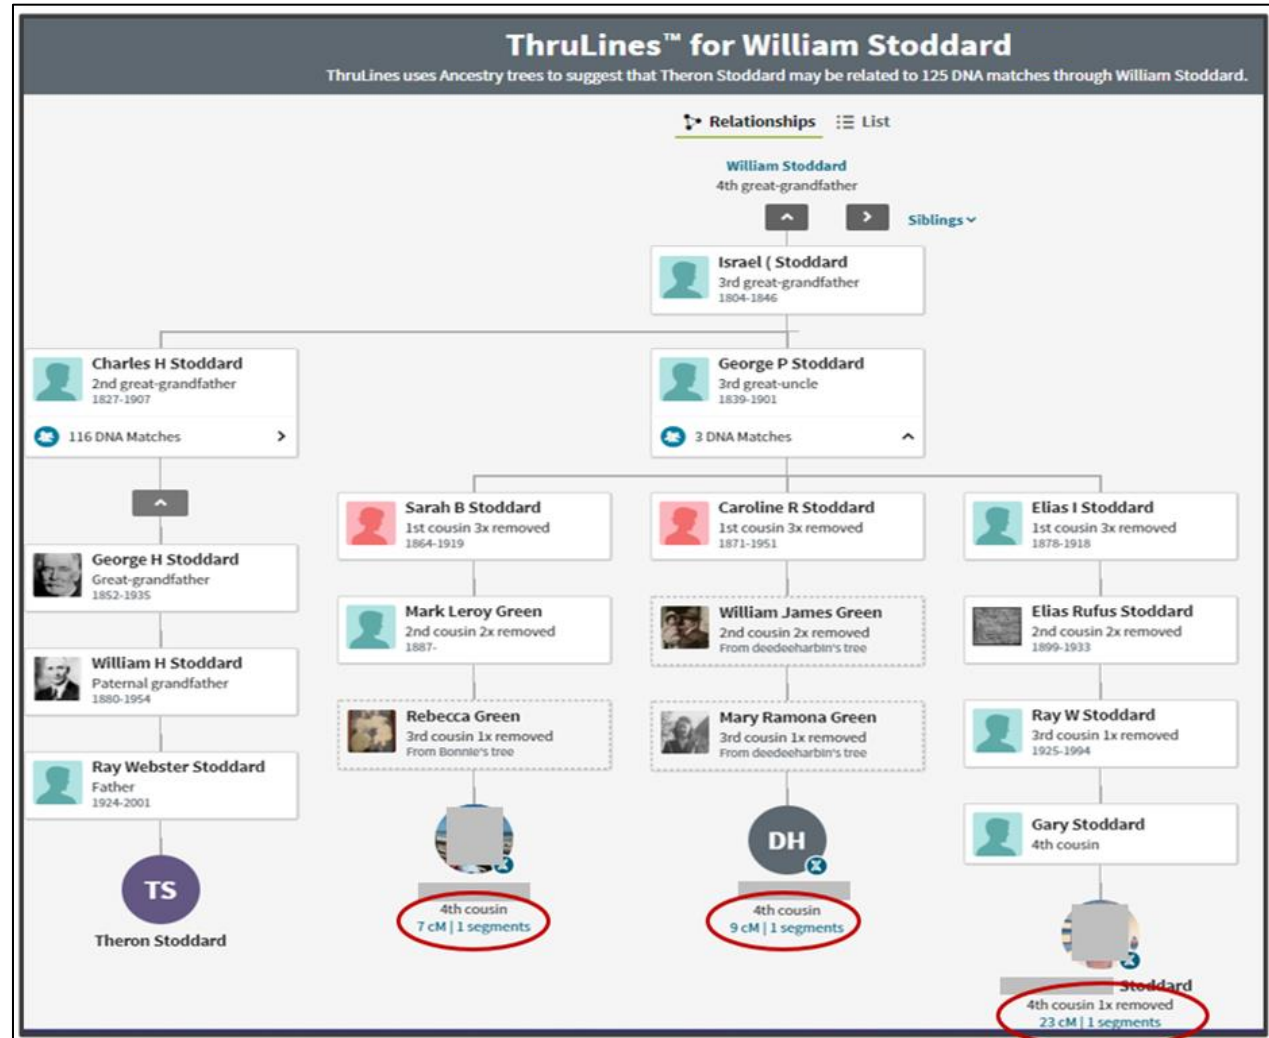 ThruLines™ for William Stoddard
ThruLines uses Ancestry trees to suggest that Theron Stoddard may be related to 125 DNA matches through William Stoddard.
Relationships
List
William Stoddard
4th great-grandfather
Siblings
Israel ( Stoddard
3rd great-grandfather
1804-1846
Charles H Stoddard
2nd great-grandfather
1827-1907
116 DNA Matches
George P Stoddard
3rd great-uncle
1839-1901
3 DNA Matches
George H Stoddard
Great-grandfather
1852-1935
William H Stoddard
Paternal grandfather
1880-1954
Ray Webster Stoddard
Father
1924-2001
TS
Theron Stoddard
Sarah B Stoddard
1st cousin 3x removed
1864-1919
Mark Leroy Green
2nd cousin 2x removed
1887-
Rebecca Green
3rd cousin 1x removed
From Bonnie's tree
4th cousin
7 cM | 1 segments
Caroline R Stoddard
1st cousin 3x removed
1871-1951
William James Green
2nd cousin 2x removed
From deedeeharbin's tree
Mary Ramona Green
3rd cousin 1x removed
From deedeeharbin's tree
DH
4th cousin
9 cM | 1 segments
Elias I Stoddard
1st cousin 3x removed
1878-1918
Elias Rufus Stoddard
2nd cousin 2x removed
1899-1933
Ray W Stoddard
3rd cousin 1x removed
1925-1994
Gary Stoddard
4th cousin
Stoddard
4th cousin 1x removed
23 cM | 1 segments